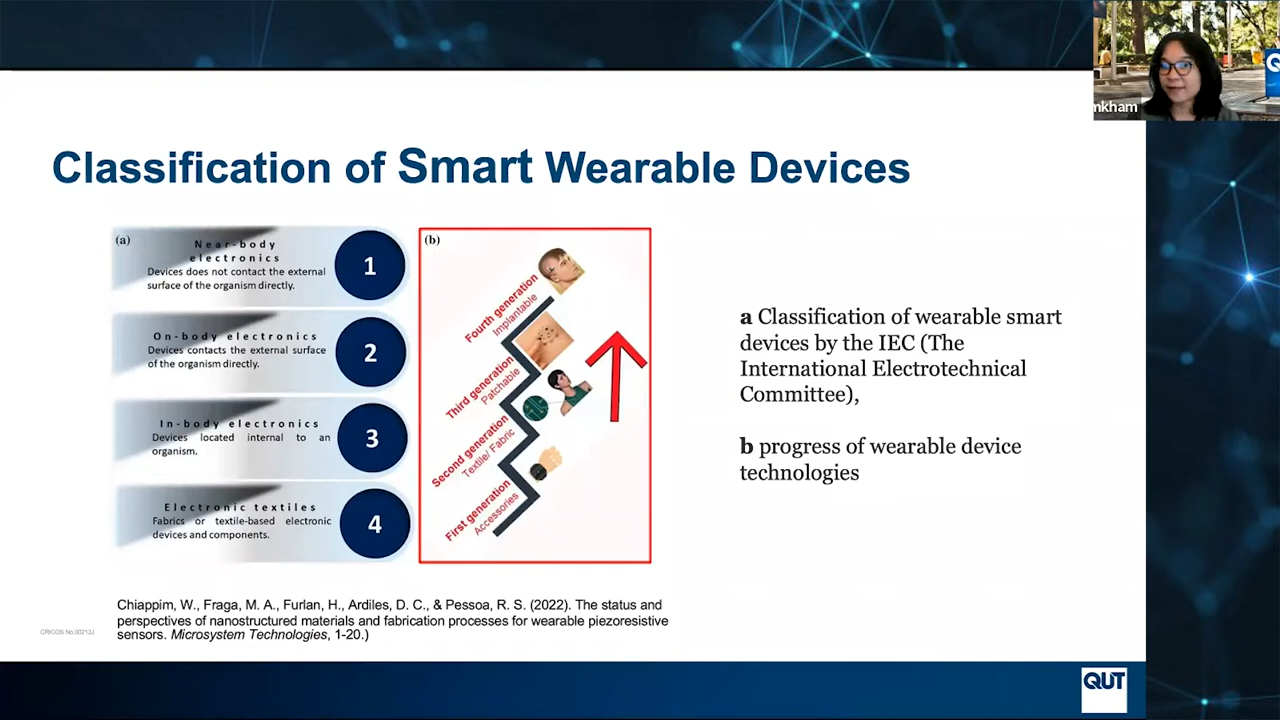 Classification of Smart Wearable Devices
(a)
Near-body
electronics
Devices does not contact the external
surface of the organism directly.
1
On-body electronics
Devices contacts the external surface
of the organism directly.
2
In-body electronics
Devices located internal to an
organism.
3
Electronic textiles
Fabrics or textile-based electronic
devices and components.
4
(b)
Fourth generation
Implantable
Third generation
Patchable
Second generation
Textile/ Fabric
First generation
Accessories
a Classification of wearable smart
devices by the IEC (The
International Electrotechnical
Committee),
b progress of wearable device
technologies
Chiappim, W., Fraga, M. A., Furlan, H., Ardiles, D. C., & Pessoa, R. S. (2022). The status and
perspectives of nanostructured materials and fabrication processes for wearable piezoresistive
sensors. Microsystem Technologies, 1-20.)
CRICOS No.00213J
QUT
mkham